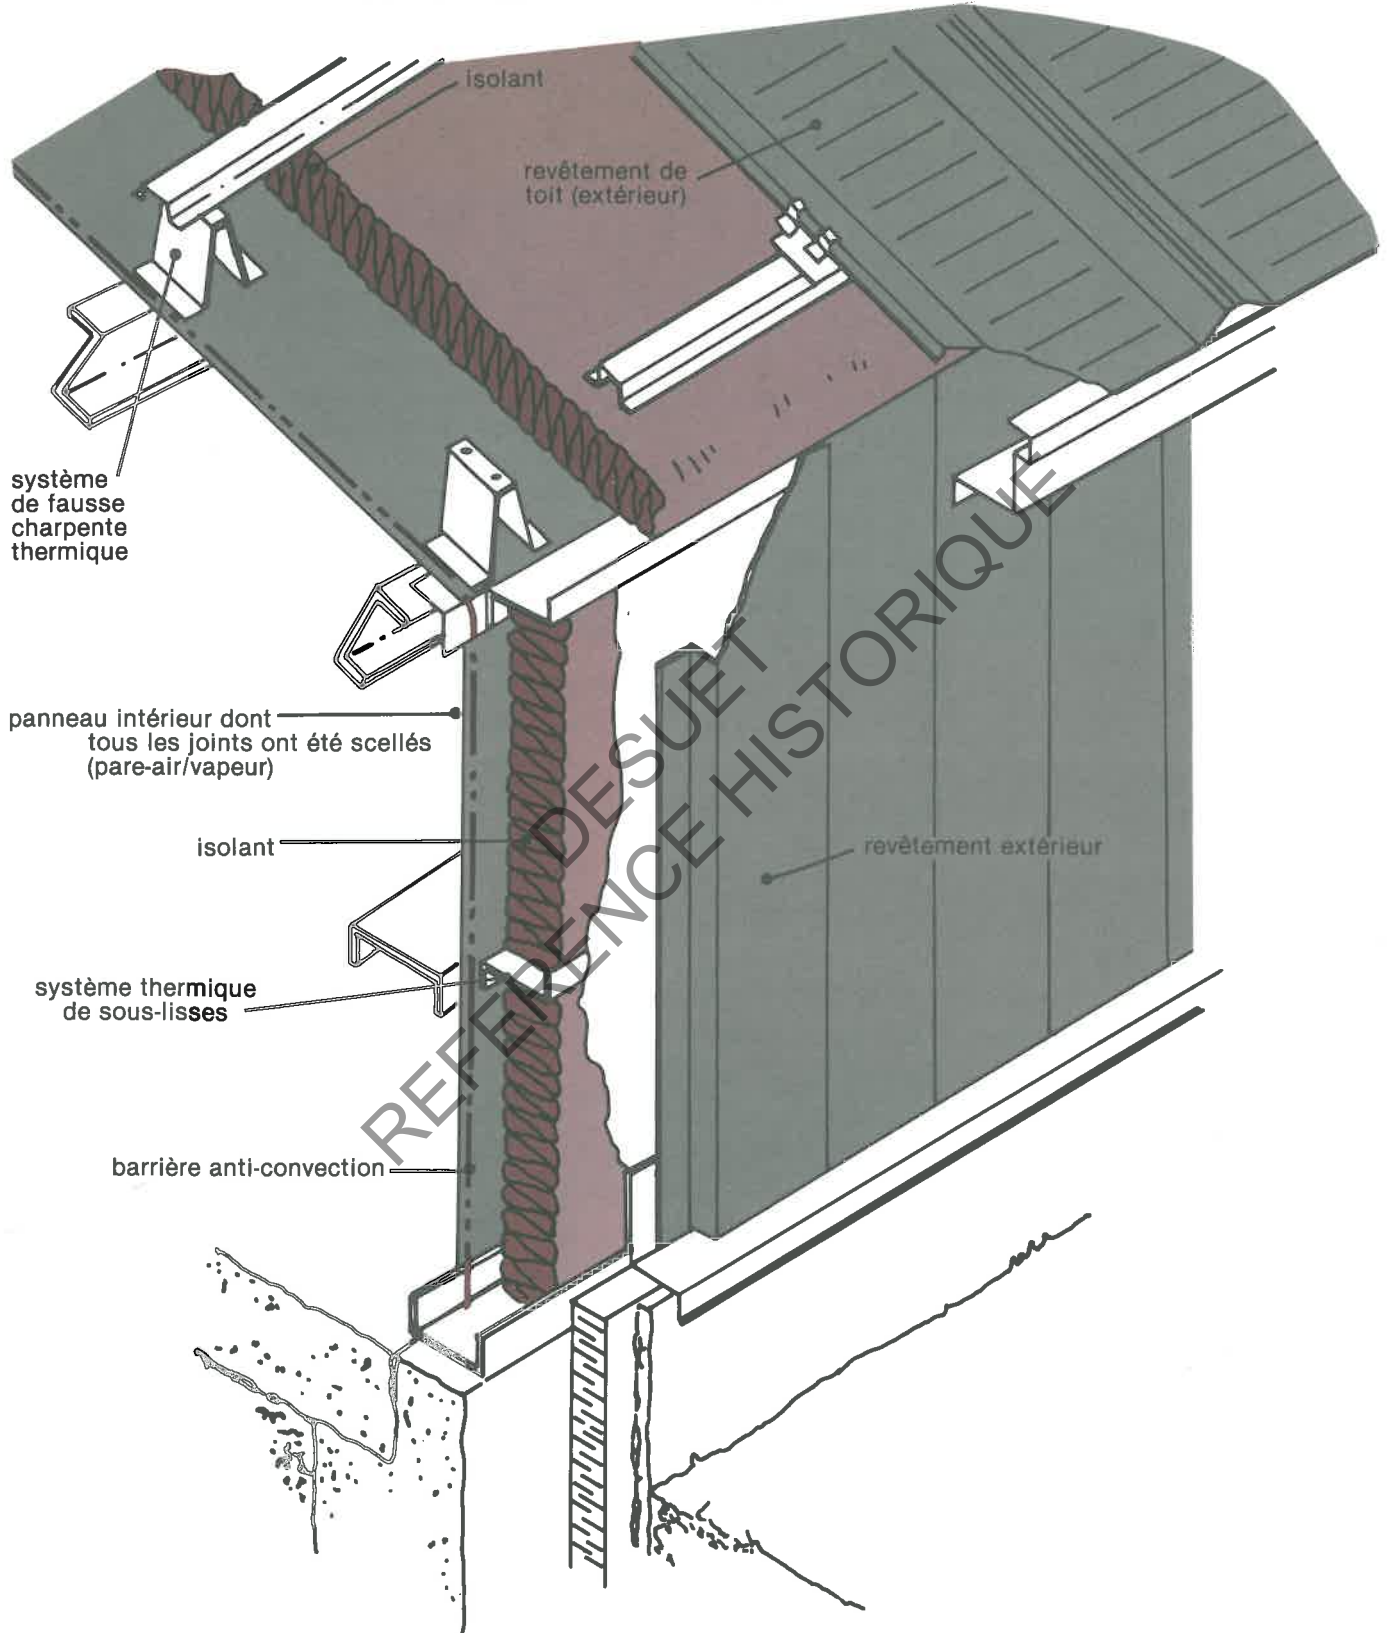 isolant
revêtement de
toit (extérieur)
système
de fausse
charpente
thermique
panneau intérieur dont
tous les joints ont été scellés
(pare-air/vapeur)
isolant
revêtement extérieur
système thermique
de sous-lisses
barrière anti-convection
DESUET
REFERENCE HISTORIQUE